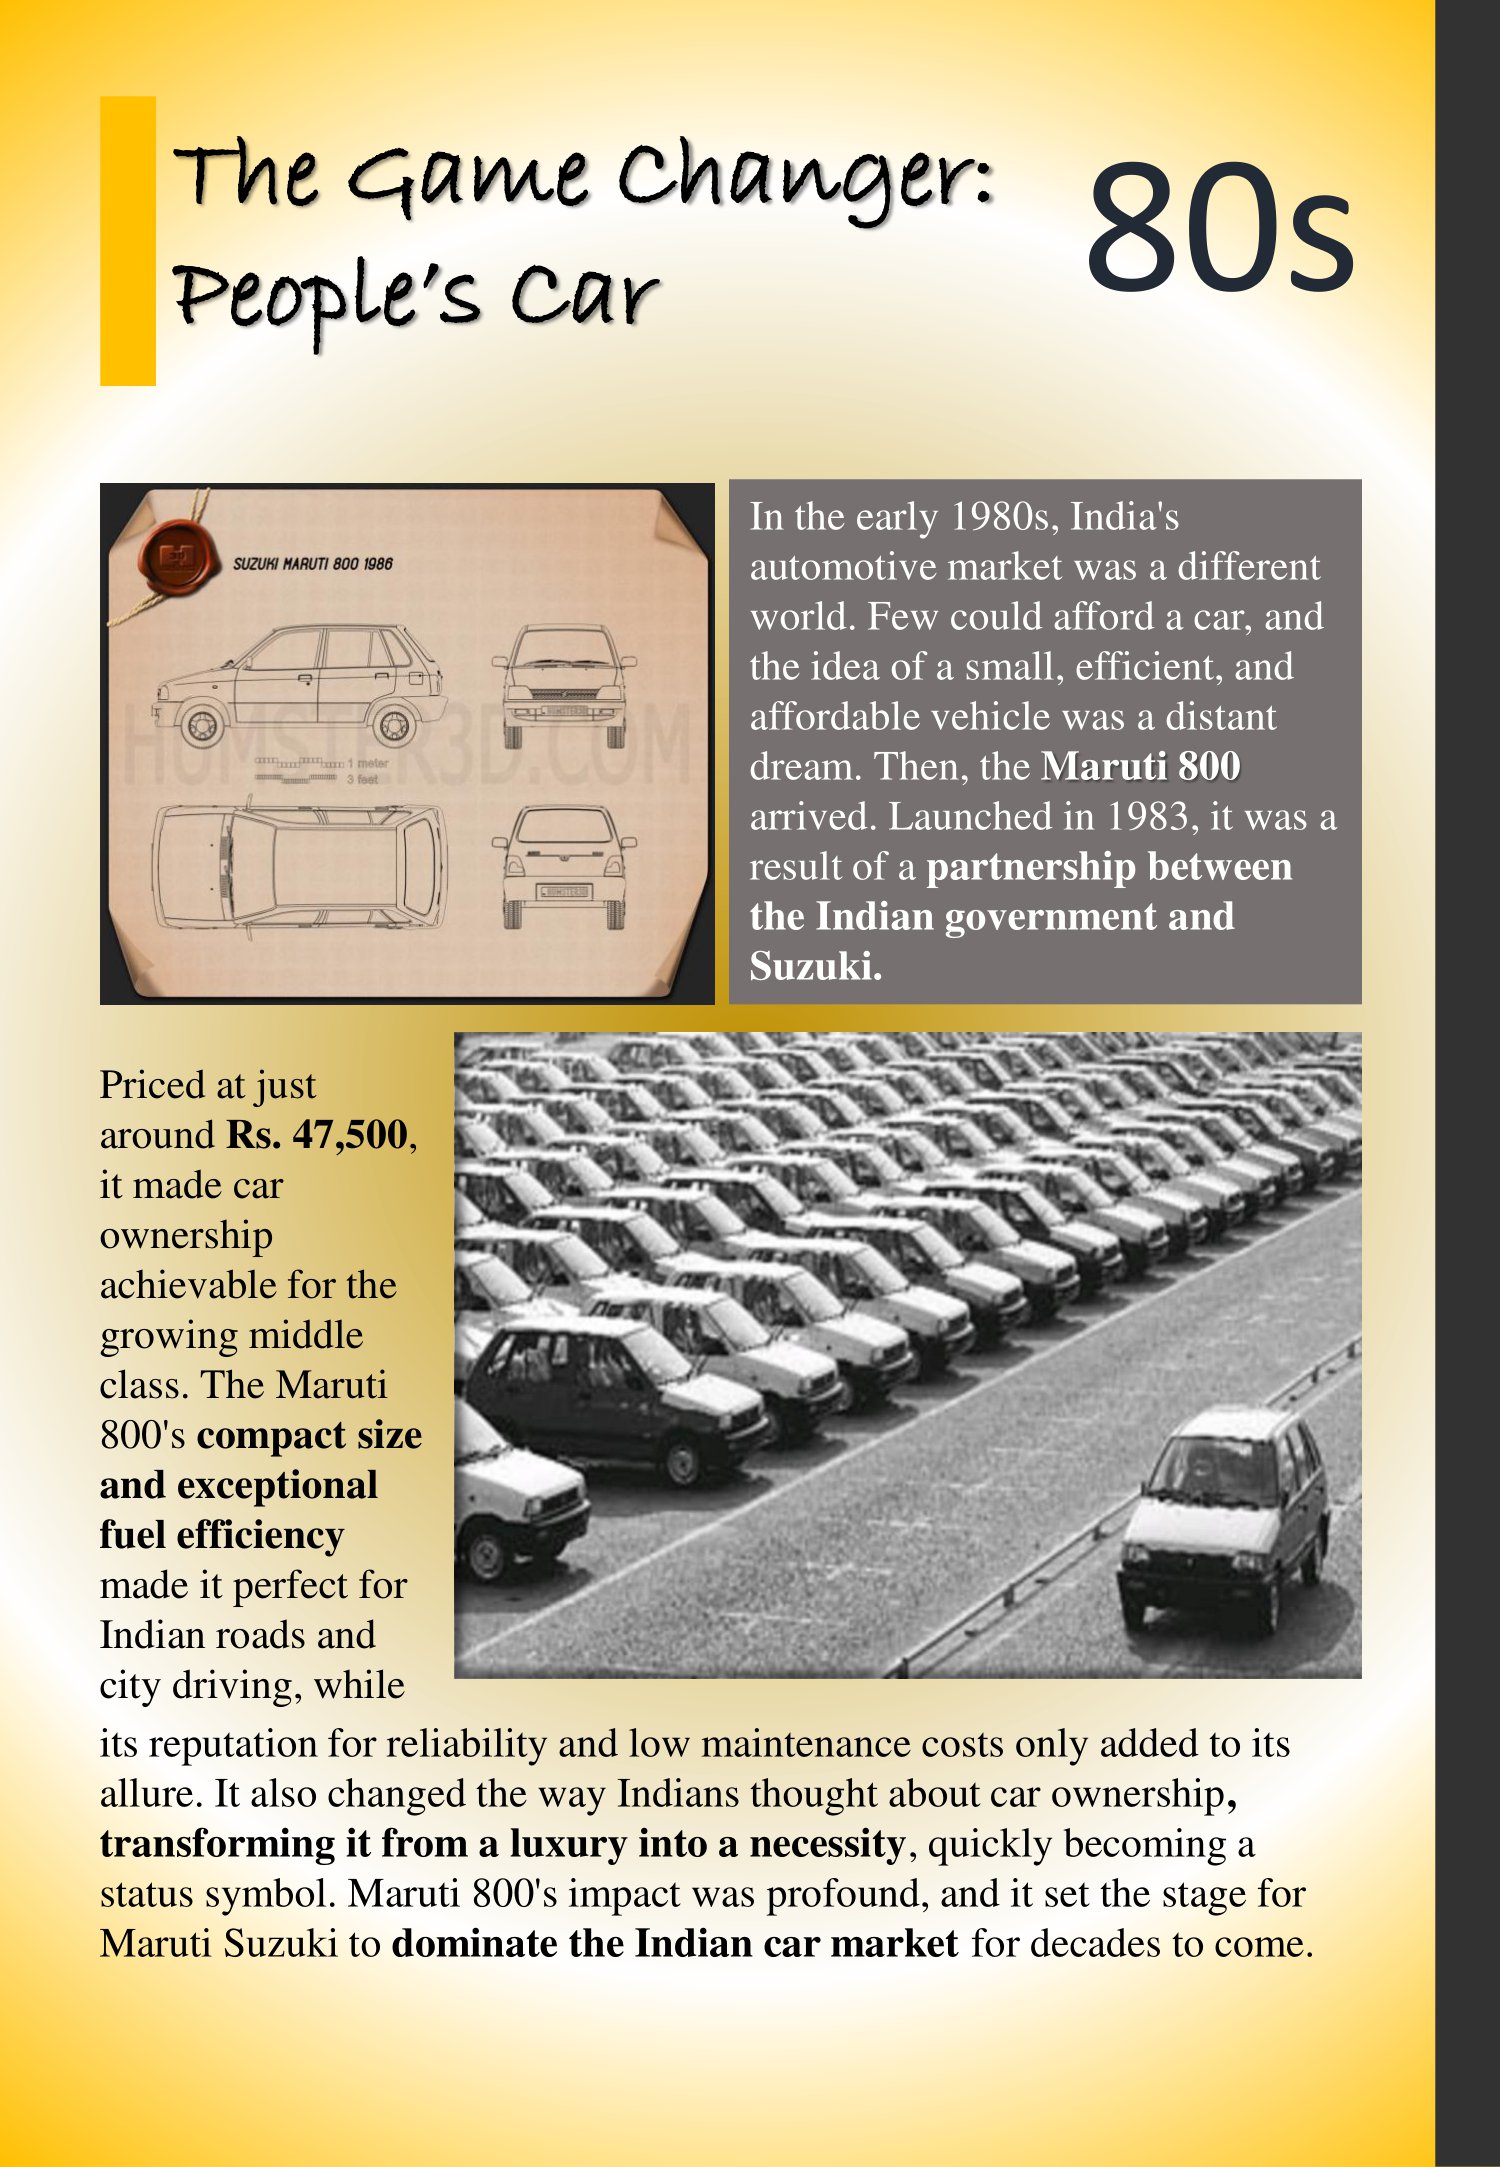 The Game Changer:
People's Car
80s
SUZUKI MARUTI 800 1986
HUMSTER3D.COM
1 meter
3 feet
In the early 1980s, India's
automotive market was a different
world. Few could afford a car, and
the idea of a small, efficient, and
affordable vehicle was a distant
dream. Then, the Maruti 800
arrived. Launched in 1983, it was a
result of a partnership between
the Indian government and
Suzuki.
Priced at just
around Rs. 47,500,
it made car
ownership
achievable for the
growing middle
class. The Maruti
800's compact size
and exceptional
fuel efficiency
made it perfect for
Indian roads and
city driving, while
its reputation for reliability and low maintenance costs only added to its
allure. It also changed the way Indians thought about car ownership,
transforming it from a luxury into a necessity, quickly becoming a
status symbol. Maruti 800's impact was profound, and it set the stage for
Maruti Suzuki to dominate the Indian car market for decades to come.